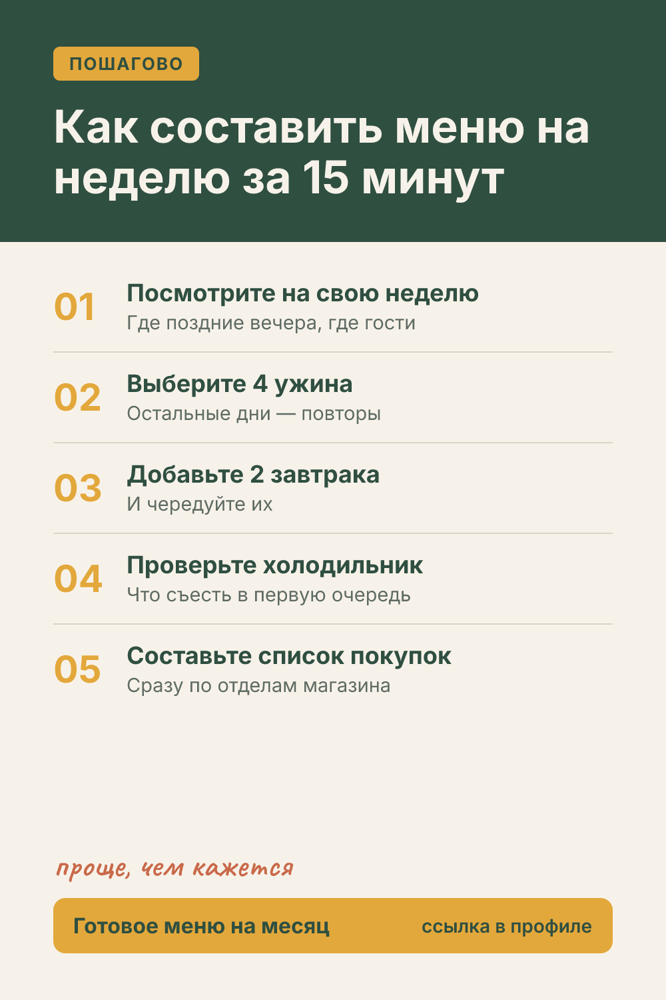 ПОШАГОВО
Как составить меню на
неделю за 15 минут
01
Посмотрите на свою неделю
Где поздние вечера, где гости
02
Выберите 4 ужина
Остальные дни — повторы
03
Добавьте 2 завтрака
И чередуйте их
04
Проверьте холодильник
Что съесть в первую очередь
05
Составьте список покупок
Сразу по отделам магазина
проще, чем кажется
Готовое меню на месяц
ссылка в профиле